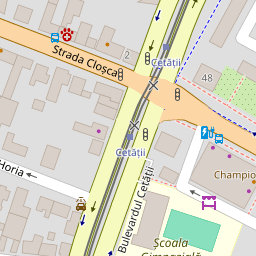 Strada Cloșca
2
Cetății
48
Cetății
Champio
Horia
Bulevardul Cetății
Școala
Gimnazială